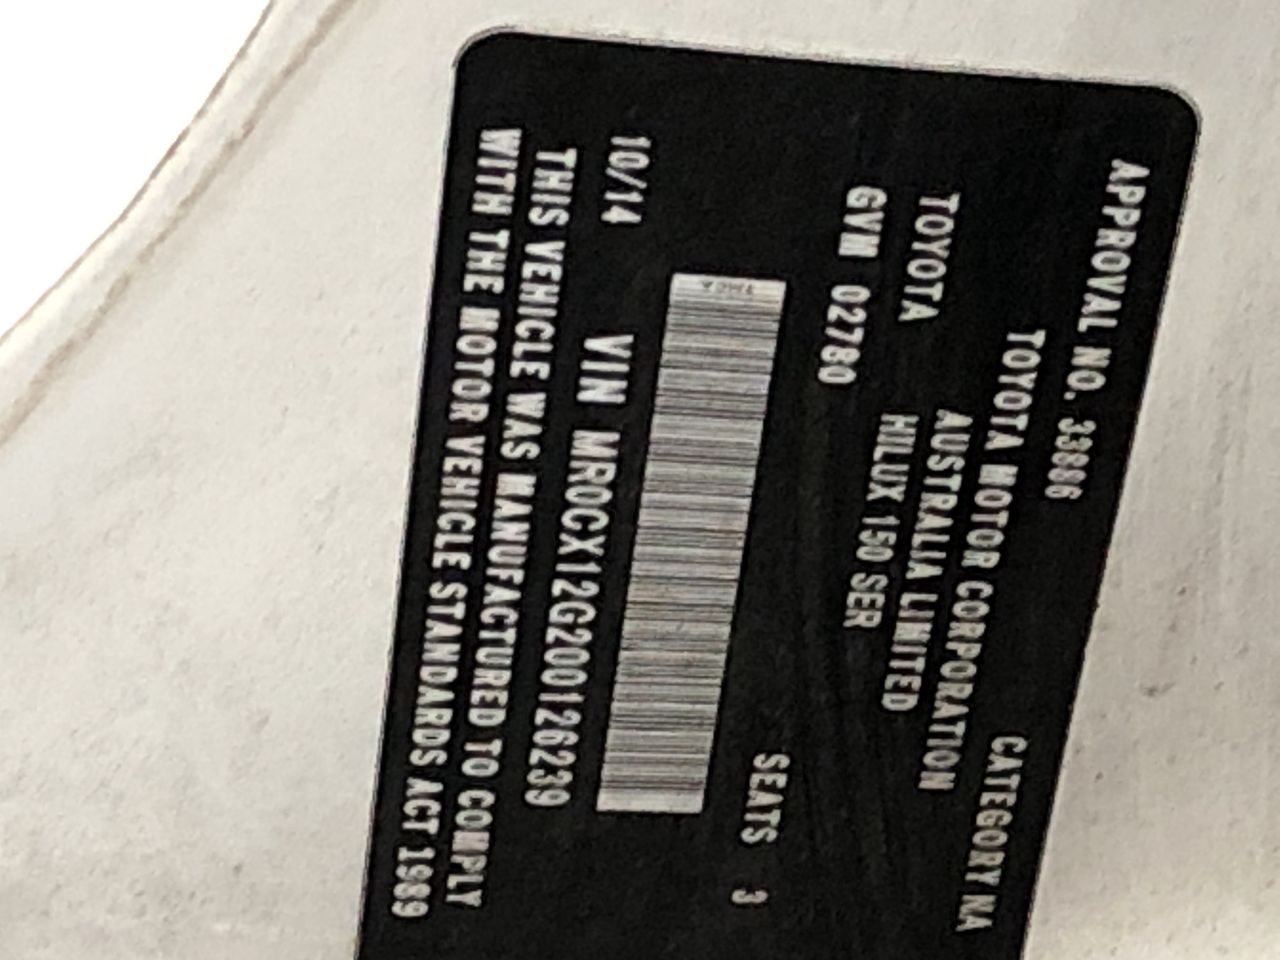 APPROVAL NO. 33886 CATEGORY NA
TOYOTA MOTOR CORPORATION
AUSTRALIA LIMITED
TOYOTA HILUX 150 SER
GVM 02780 SEATS 3
TMCA
10/14 VIN MR0CX12G200126239
THIS VEHICLE WAS MANUFACTURED TO COMPLY
WITH THE MOTOR VEHICLE STANDARDS ACT 1989